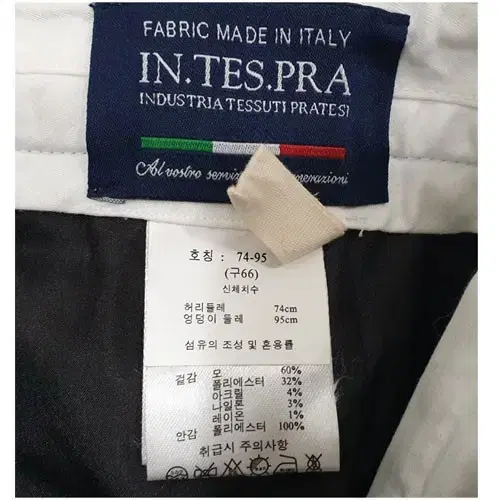 FABRIC MADE IN ITALY
IN.TES.PRA
INDUSTRIA TESSUTI PRATESI
Al vostro
호칭 : 74-95
(구66)
신체치수
허리둘레 74cm
엉덩이 둘레 95cm
섬유의 조성 및 혼용률
겉감 모 60%
폴리에스터 32%
아크릴 4%
나일론 3%
레이온 1%
안감 폴리에스터 100%
취급시 주의사항